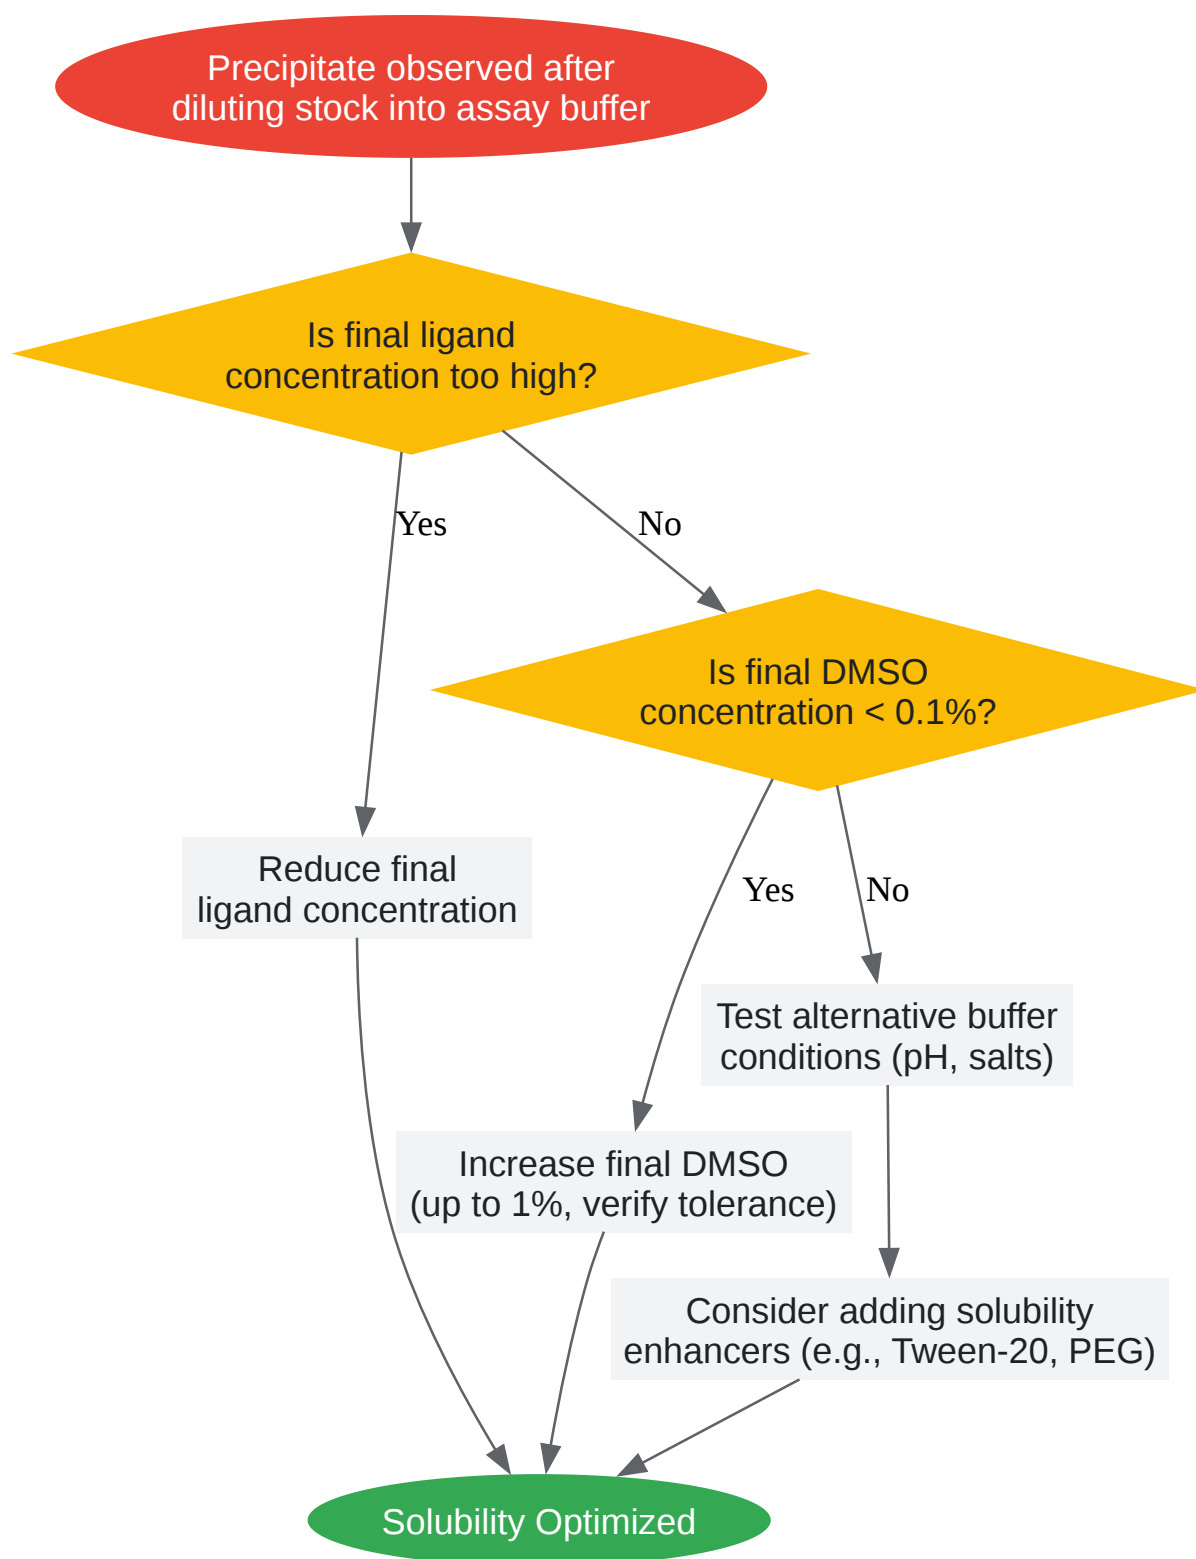 Precipitate observed after
diluting stock into assay buffer
Is final ligand
concentration too high?
Yes
No
Is final DMSO
concentration < 0.1%?
Reduce final
ligand concentration
Yes
No
Test alternative buffer
conditions (pH, salts)
Increase final DMSO
(up to 1%, verify tolerance)
Consider adding solubility
enhancers (e.g., Tween-20, PEG)
Solubility Optimized